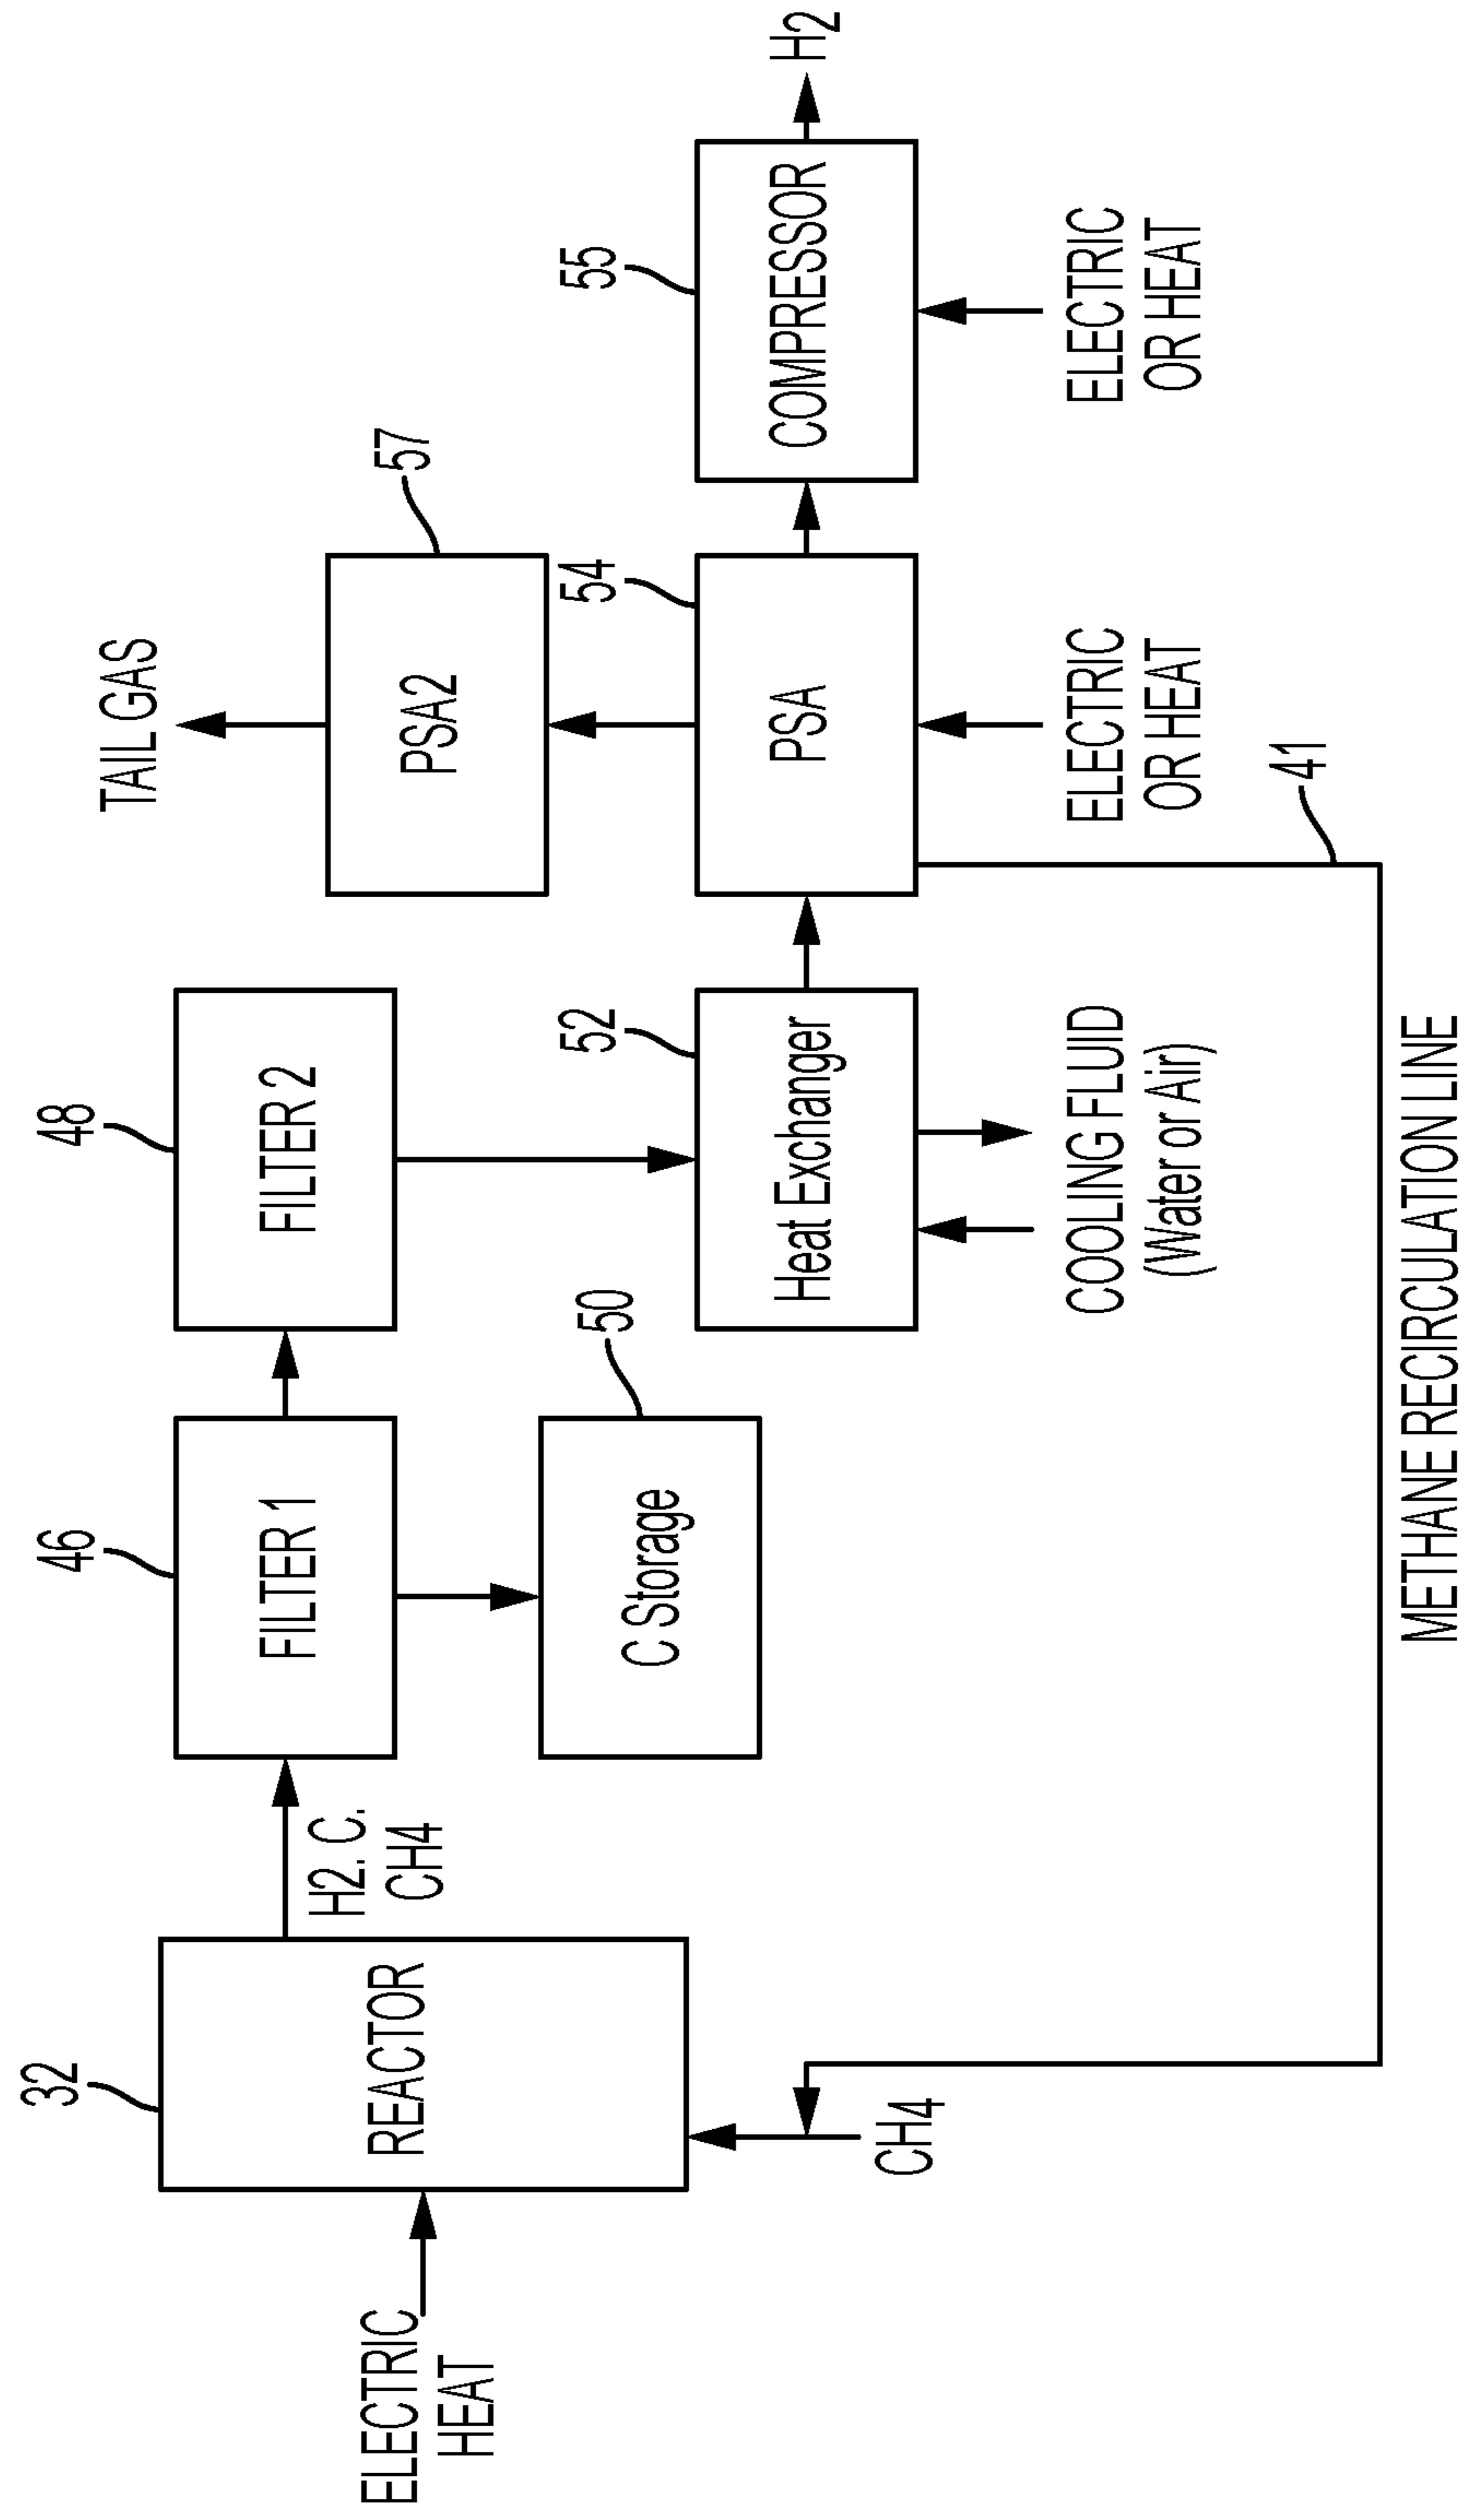 TAIL GAS
32
46
48
57
REACTOR
H2. C.
CH4
FILTER 1
FILTER 2
PSA 2
ELECTRIC
HEAT
50
52
54
55
C Storage
Heat Exchanger
PSA
COMPRESSOR
H2
CH4
COOLING FLUID
(Water or Air)
ELECTRIC
OR HEAT
ELECTRIC
OR HEAT
41
METHANE RECIRCULATION LINE